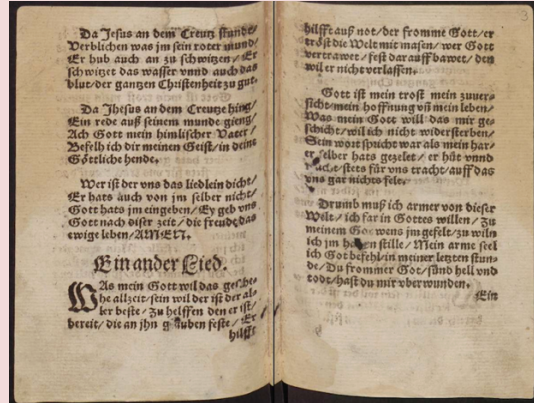 Da Jesus an dem Creutz stunde/
Verblichen was jm sein roter mund/
Er hub auch an zu schwitzen/Er
schwitzet das wasser vnnd auch das
blut/der ganzen Christenheit zu gut.
Da Jhesus an dem Creutze hing/
Ein rede auß seinem munde gieng/
Ach Gott mein himlischer Vater/
Befelh ich dir meinen Geist/in deine
Göttliche hende.
Wer ist der vns das liedlein dicht/
Er hats auch von jm selber nicht/
Gott hats jm eingeben/Ey geb vns
Gott nach diser zeit/die freude das
ewige leben/AMEN.
Ein ander Lied.
WAs mein Gott wil das gesche-
he allzeit/sein wil der ist der al-
ler beste/Zu helffen den er ist/
bereit/die an jhn glauben feste/Er
hilfft
3
hilfft auß not/der fromme Gott/er
tröst die Welt mit masen/wer Gott
vertrawet/fest darauff bawet/den
wil er nicht verlassen.
Gott ist mein trost mein zuuer-
sicht/mein hoffnung vñ mein leben/
Was mein Gott will das mir ge-
schicht/wil ich nicht widersterben/
Sein wort spricht war als mein har-
er selber hats gezelet/er hüt vnnd
stets für vns tracht/auff das
vns gar nichts fele.
Drumb muß ich armer von dieser
Welt/ich far in Gottes willen/Zu
meinem Gott wens jm gefelt/zu wiln
ich jm halten stille/Mein arme seel
ich Got befehl/in meiner letzten stun-
de/Du frommer Got/sünd hell vnd
todt/hast du mir vberwunden.
Ein